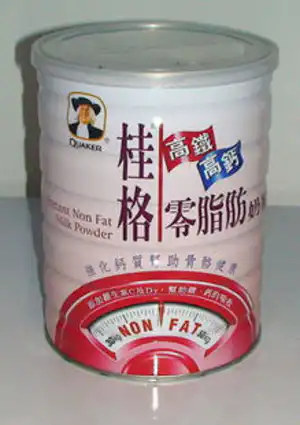 QUAKER
桂格
高鐵
高鈣
零脂肪奶
Instant Non Fat
Milk Powder
強化鈣質幫助骨骼健康
NON FAT